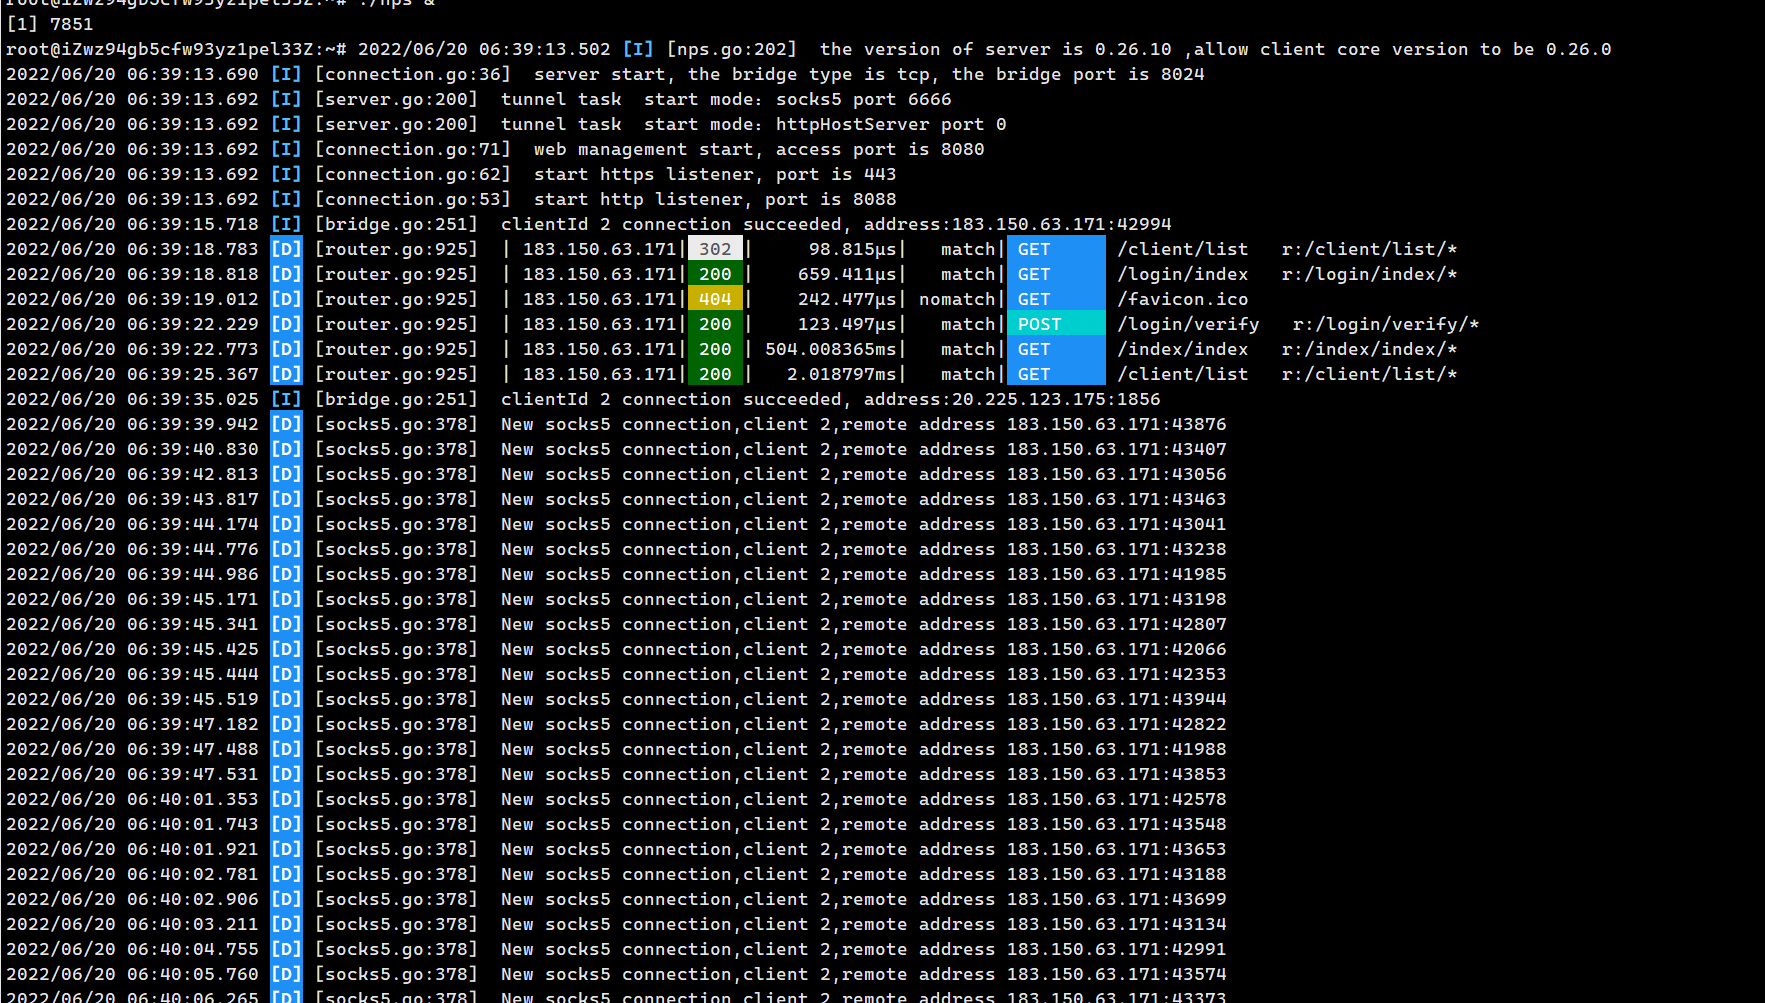 root@iZwz94gb5cfw93yz1pel33Z:~# ./nps &
[1] 7851
root@iZwz94gb5cfw93yz1pel33Z:~# 2022/06/20 06:39:13.502 [I] [nps.go:202]  the version of server is 0.26.10 ,allow client core version to be 0.26.0
2022/06/20 06:39:13.690 [I] [connection.go:36]  server start, the bridge type is tcp, the bridge port is 8024
2022/06/20 06:39:13.692 [I] [server.go:200]  tunnel task  start mode：socks5 port 6666
2022/06/20 06:39:13.692 [I] [server.go:200]  tunnel task  start mode：httpHostServer port 0
2022/06/20 06:39:13.692 [I] [connection.go:71]  web management start, access port is 8080
2022/06/20 06:39:13.692 [I] [connection.go:62]  start https listener, port is 443
2022/06/20 06:39:13.692 [I] [connection.go:53]  start http listener, port is 8088
2022/06/20 06:39:15.718 [I] [bridge.go:251]  clientId 2 connection succeeded, address:183.150.63.171:42994
2022/06/20 06:39:18.783 [D] [router.go:925]  | 183.150.63.171| 302 |     98.815µs|   match| GET      /client/list   r:/client/list/*
2022/06/20 06:39:18.818 [D] [router.go:925]  | 183.150.63.171| 200 |    659.411µs|   match| GET      /login/index   r:/login/index/*
2022/06/20 06:39:19.012 [D] [router.go:925]  | 183.150.63.171| 404 |    242.477µs| nomatch| GET      /favicon.ico
2022/06/20 06:39:22.229 [D] [router.go:925]  | 183.150.63.171| 200 |    123.497µs|   match| POST     /login/verify   r:/login/verify/*
2022/06/20 06:39:22.773 [D] [router.go:925]  | 183.150.63.171| 200 | 504.008365ms|   match| GET      /index/index   r:/index/index/*
2022/06/20 06:39:25.367 [D] [router.go:925]  | 183.150.63.171| 200 |   2.018797ms|   match| GET      /client/list   r:/client/list/*
2022/06/20 06:39:35.025 [I] [bridge.go:251]  clientId 2 connection succeeded, address:20.225.123.175:1856
2022/06/20 06:39:39.942 [D] [socks5.go:378]  New socks5 connection,client 2,remote address 183.150.63.171:43876
2022/06/20 06:39:40.830 [D] [socks5.go:378]  New socks5 connection,client 2,remote address 183.150.63.171:43407
2022/06/20 06:39:42.813 [D] [socks5.go:378]  New socks5 connection,client 2,remote address 183.150.63.171:43056
2022/06/20 06:39:43.817 [D] [socks5.go:378]  New socks5 connection,client 2,remote address 183.150.63.171:43463
2022/06/20 06:39:44.174 [D] [socks5.go:378]  New socks5 connection,client 2,remote address 183.150.63.171:43041
2022/06/20 06:39:44.776 [D] [socks5.go:378]  New socks5 connection,client 2,remote address 183.150.63.171:43238
2022/06/20 06:39:44.986 [D] [socks5.go:378]  New socks5 connection,client 2,remote address 183.150.63.171:41985
2022/06/20 06:39:45.171 [D] [socks5.go:378]  New socks5 connection,client 2,remote address 183.150.63.171:43198
2022/06/20 06:39:45.341 [D] [socks5.go:378]  New socks5 connection,client 2,remote address 183.150.63.171:42807
2022/06/20 06:39:45.425 [D] [socks5.go:378]  New socks5 connection,client 2,remote address 183.150.63.171:42066
2022/06/20 06:39:45.444 [D] [socks5.go:378]  New socks5 connection,client 2,remote address 183.150.63.171:42353
2022/06/20 06:39:45.519 [D] [socks5.go:378]  New socks5 connection,client 2,remote address 183.150.63.171:43944
2022/06/20 06:39:47.182 [D] [socks5.go:378]  New socks5 connection,client 2,remote address 183.150.63.171:42822
2022/06/20 06:39:47.488 [D] [socks5.go:378]  New socks5 connection,client 2,remote address 183.150.63.171:41988
2022/06/20 06:39:47.531 [D] [socks5.go:378]  New socks5 connection,client 2,remote address 183.150.63.171:43853
2022/06/20 06:40:01.353 [D] [socks5.go:378]  New socks5 connection,client 2,remote address 183.150.63.171:42578
2022/06/20 06:40:01.743 [D] [socks5.go:378]  New socks5 connection,client 2,remote address 183.150.63.171:43548
2022/06/20 06:40:01.921 [D] [socks5.go:378]  New socks5 connection,client 2,remote address 183.150.63.171:43653
2022/06/20 06:40:02.781 [D] [socks5.go:378]  New socks5 connection,client 2,remote address 183.150.63.171:43188
2022/06/20 06:40:02.906 [D] [socks5.go:378]  New socks5 connection,client 2,remote address 183.150.63.171:43699
2022/06/20 06:40:03.211 [D] [socks5.go:378]  New socks5 connection,client 2,remote address 183.150.63.171:43134
2022/06/20 06:40:04.755 [D] [socks5.go:378]  New socks5 connection,client 2,remote address 183.150.63.171:42991
2022/06/20 06:40:05.760 [D] [socks5.go:378]  New socks5 connection,client 2,remote address 183.150.63.171:43574
2022/06/20 06:40:06.265 [D] [socks5.go:378]  New socks5 connection,client 2,remote address 183.150.63.171:43373